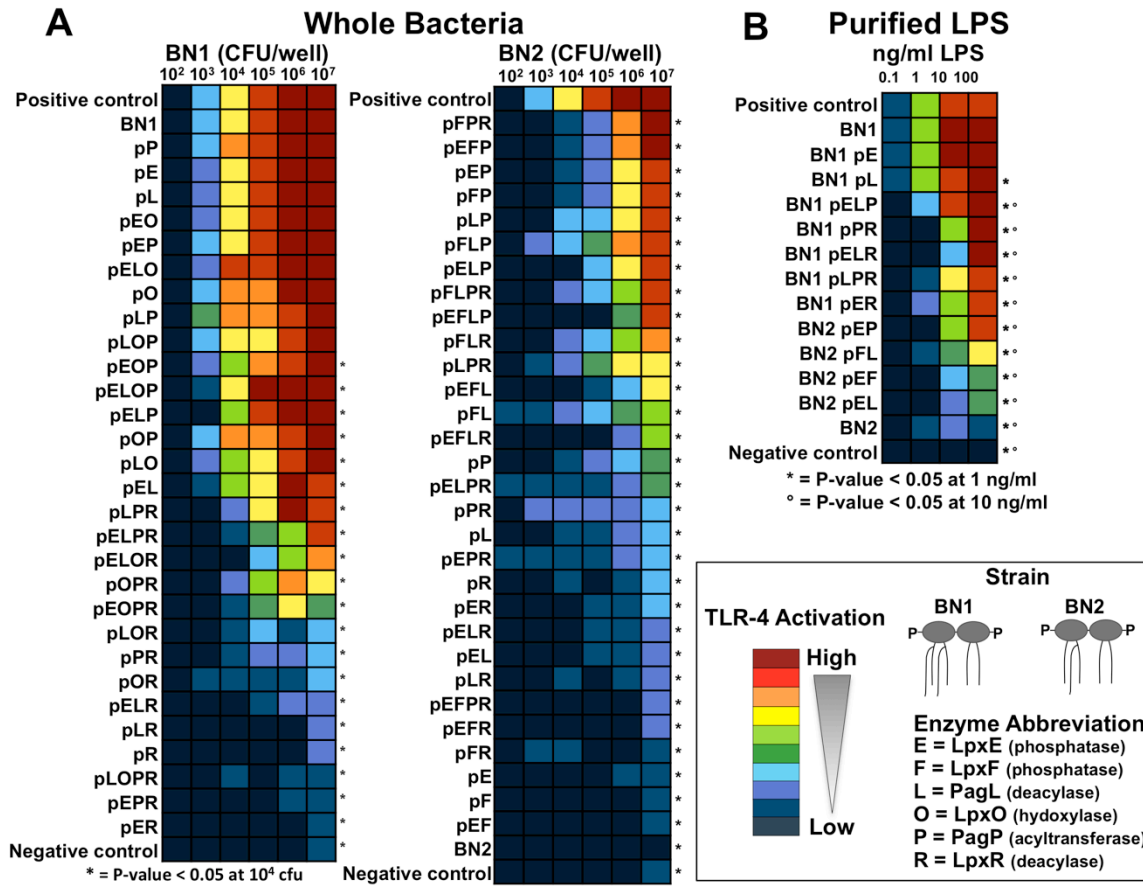 A
Whole Bacteria
BN1 (CFU/well)
10² 10³ 10⁴ 10⁵ 10⁶ 10⁷
Positive control
BN1
pP
pE
pL
pEO
pEP
pELO
pO
pLP
pLOP
pEOP *
pELOP *
pELP *
pOP *
pLO *
pEL *
pLPR *
pELPR *
pELOR *
pOPR *
pEOPR *
pLOR *
pPR *
pOR *
pELR *
pLR *
pR *
pLOPR *
pEPR *
pER *
Negative control *
* = P-value < 0.05 at 10⁴ cfu
BN2 (CFU/well)
10² 10³ 10⁴ 10⁵ 10⁶ 10⁷
Positive control
pFPR *
pEFP *
pEP *
pFP *
pLP *
pFLP *
pELP *
pFLPR *
pEFLP *
pFLR *
pLPR *
pEFL *
pFL *
pEFLR *
pP *
pELPR *
pPR *
pL *
pEPR *
pR *
pER *
pELR *
pEL *
pLR *
pEFPR *
pEFR *
pFR *
pE *
pF *
pEF *
BN2 *
Negative control *
B
Purified LPS
ng/ml LPS
0.1 1 10 100
Positive control
BN1
BN1 pE
BN1 pL *
BN1 pELP *°
BN1 pPR *°
BN1 pELR *°
BN1 pLPR *°
BN1 pER *°
BN2 pEP *°
BN2 pFL *°
BN2 pEF *°
BN2 pEL *°
BN2 *°
Negative control *°
* = P-value < 0.05 at 1 ng/ml
° = P-value < 0.05 at 10 ng/ml
TLR-4 Activation
High
Low
Strain
BN1
P P
BN2
P P
Enzyme Abbreviation
E = LpxE (phosphatase)
F = LpxF (phosphatase)
L = PagL (deacylase)
O = LpxO (hydoxylase)
P = PagP (acyltransferase)
R = LpxR (deacylase)